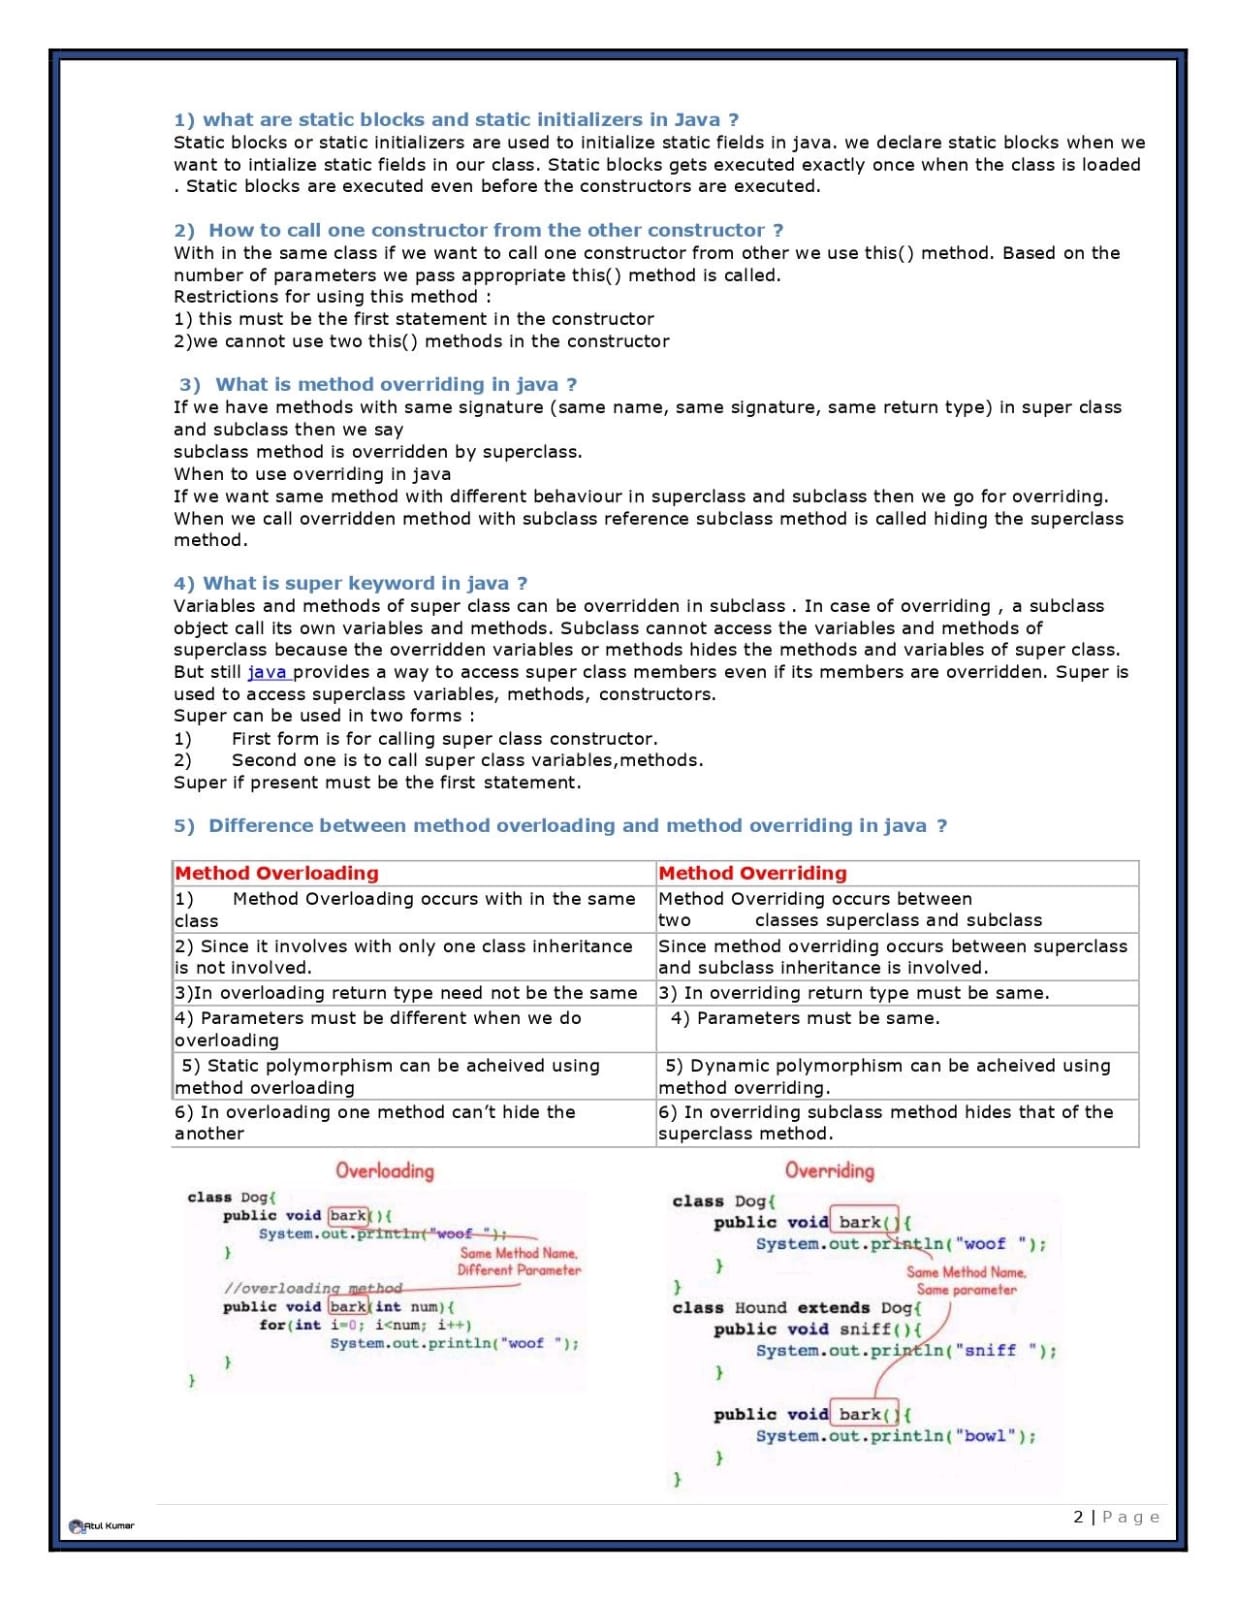 1) what are static blocks and static initializers in Java ?
Static blocks or static initializers are used to initialize static fields in java. we declare static blocks when we
want to intialize static fields in our class. Static blocks gets executed exactly once when the class is loaded
. Static blocks are executed even before the constructors are executed.
2) How to call one constructor from the other constructor ?
With in the same class if we want to call one constructor from other we use this() method. Based on the
number of parameters we pass appropriate this() method is called.
Restrictions for using this method :
1) this must be the first statement in the constructor
2)we cannot use two this() methods in the constructor
3) What is method overriding in java ?
If we have methods with same signature (same name, same signature, same return type) in super class
and subclass then we say
subclass method is overridden by superclass.
When to use overriding in java
If we want same method with different behaviour in superclass and subclass then we go for overriding.
When we call overridden method with subclass reference subclass method is called hiding the superclass
method.
4) What is super keyword in java ?
Variables and methods of super class can be overridden in subclass . In case of overriding , a subclass
object call its own variables and methods. Subclass cannot access the variables and methods of
superclass because the overridden variables or methods hides the methods and variables of super class.
But still java provides a way to access super class members even if its members are overridden. Super is
used to access superclass variables, methods, constructors.
Super can be used in two forms :
1) First form is for calling super class constructor.
2) Second one is to call super class variables,methods.
Super if present must be the first statement.
5) Difference between method overloading and method overriding in java ?
Method Overloading
Method Overriding
1) Method Overloading occurs with in the same
class
Method Overriding occurs between
two classes superclass and subclass
2) Since it involves with only one class inheritance
is not involved.
Since method overriding occurs between superclass
and subclass inheritance is involved.
3)In overloading return type need not be the same
3) In overriding return type must be same.
4) Parameters must be different when we do
overloading
4) Parameters must be same.
5) Static polymorphism can be acheived using
method overloading
5) Dynamic polymorphism can be acheived using
method overriding.
6) In overloading one method can’t hide the
another
6) In overriding subclass method hides that of the
superclass method.
Overloading
class Dog{
public void bark(){
System.out.println("woof ");
}
Same Method Name,
Different Parameter
//overloading method
public void bark(int num){
for(int i=0; i<num; i++)
System.out.println("woof ");
}
}
Overriding
class Dog{
public void bark(){
System.out.println("woof ");
}
Same Method Name,
Same parameter
}
class Hound extends Dog{
public void sniff(){
System.out.println("sniff ");
}
public void bark(){
System.out.println("bowl");
}
}
2 | Page
Atul Kumar